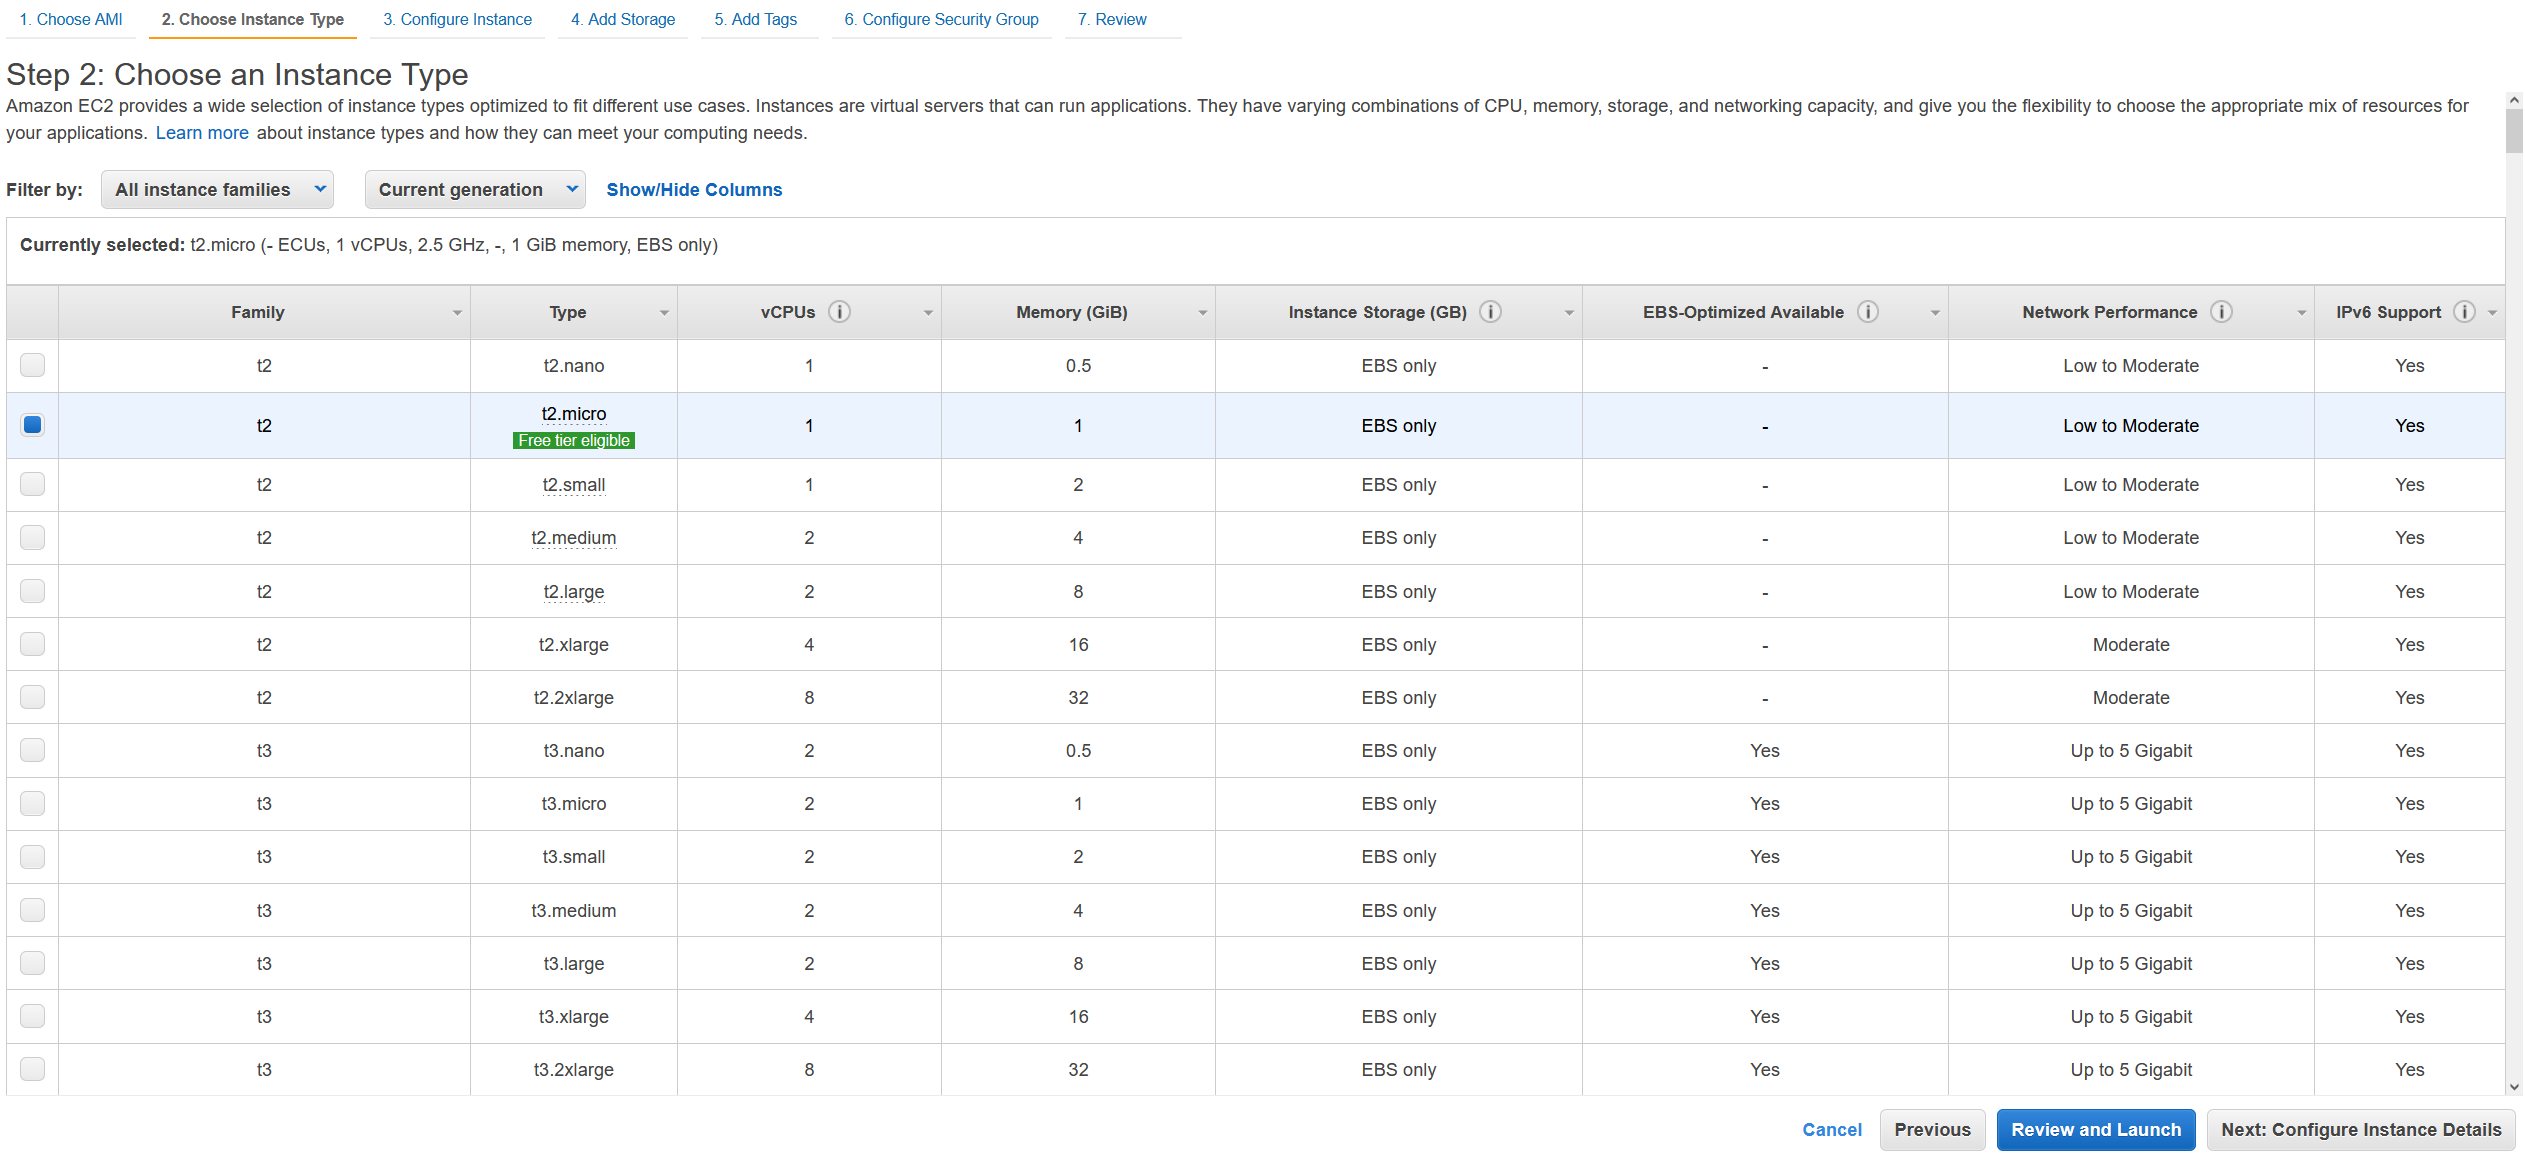 1. Choose AMI 2. Choose Instance Type 3. Configure Instance 4. Add Storage 5. Add Tags 6. Configure Security Group 7. Review
Step 2: Choose an Instance Type
Amazon EC2 provides a wide selection of instance types optimized to fit different use cases. Instances are virtual servers that can run applications. They have varying combinations of CPU, memory, storage, and networking capacity, and give you the flexibility to choose the appropriate mix of resources for
your applications. Learn more about instance types and how they can meet your computing needs.
Filter by: All instance families Current generation Show/Hide Columns
Currently selected: t2.micro (- ECUs, 1 vCPUs, 2.5 GHz, -, 1 GiB memory, EBS only)
Family Type vCPUs i Memory (GiB) Instance Storage (GB) i EBS-Optimized Available i Network Performance i IPv6 Support i
t2 t2.nano 1 0.5 EBS only - Low to Moderate Yes
t2 t2.micro 1 1 EBS only - Low to Moderate Yes
Free tier eligible
t2 t2.small 1 2 EBS only - Low to Moderate Yes
t2 t2.medium 2 4 EBS only - Low to Moderate Yes
t2 t2.large 2 8 EBS only - Low to Moderate Yes
t2 t2.xlarge 4 16 EBS only - Moderate Yes
t2 t2.2xlarge 8 32 EBS only - Moderate Yes
t3 t3.nano 2 0.5 EBS only Yes Up to 5 Gigabit Yes
t3 t3.micro 2 1 EBS only Yes Up to 5 Gigabit Yes
t3 t3.small 2 2 EBS only Yes Up to 5 Gigabit Yes
t3 t3.medium 2 4 EBS only Yes Up to 5 Gigabit Yes
t3 t3.large 2 8 EBS only Yes Up to 5 Gigabit Yes
t3 t3.xlarge 4 16 EBS only Yes Up to 5 Gigabit Yes
t3 t3.2xlarge 8 32 EBS only Yes Up to 5 Gigabit Yes
Cancel Previous Review and Launch Next: Configure Instance Details